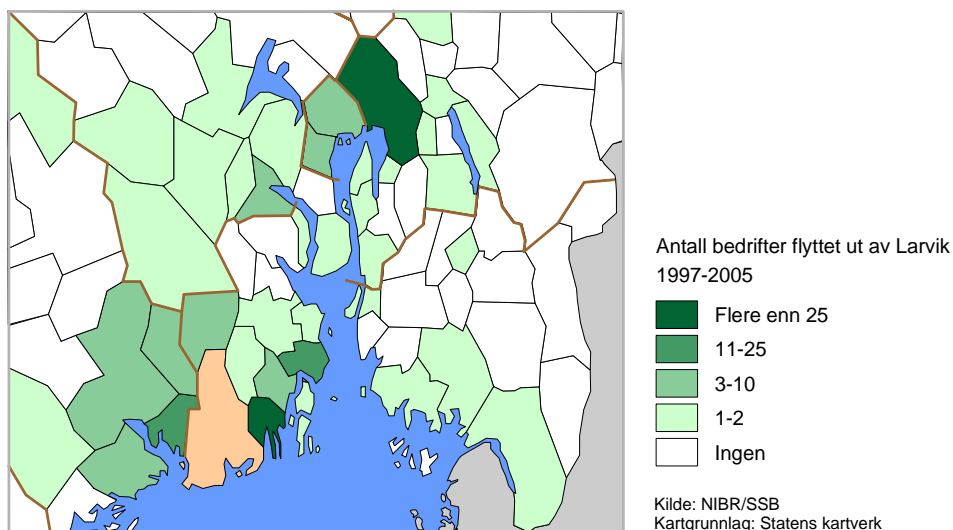 Antall bedrifter flyttet ut av Larvik
1997-2005
Flere enn 25
11-25
3-10
1-2
Ingen
Kilde: NIBR/SSB
Kartgrunnlag: Statens kartverk